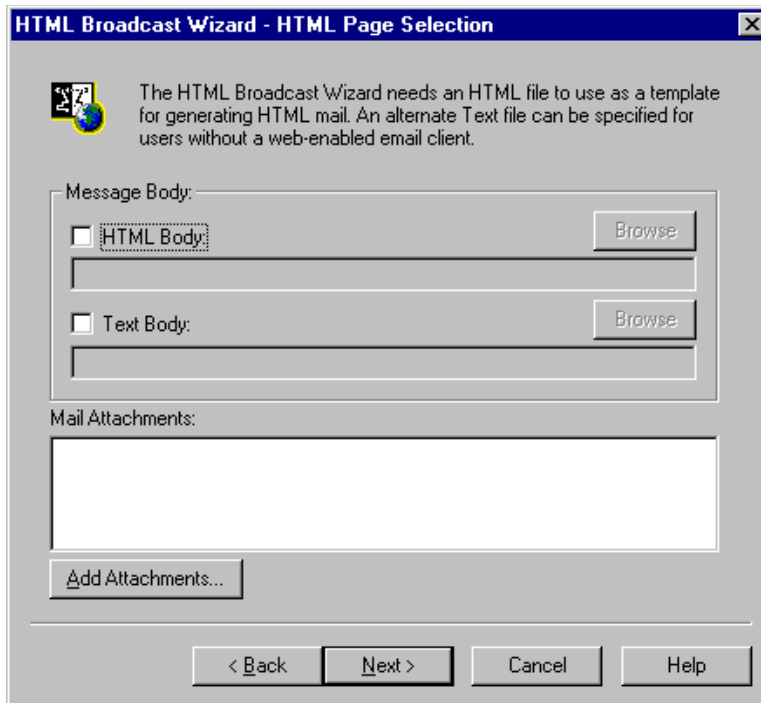 HTML Broadcast Wizard - HTML Page Selection
The HTML Broadcast Wizard needs an HTML file to use as a template
for generating HTML mail. An alternate Text file can be specified for
users without a web-enabled email client.
Message Body:
HTML Body:
Browse
Text Body:
Browse
Mail Attachments:
Add Attachments...
< Back
Next >
Cancel
Help